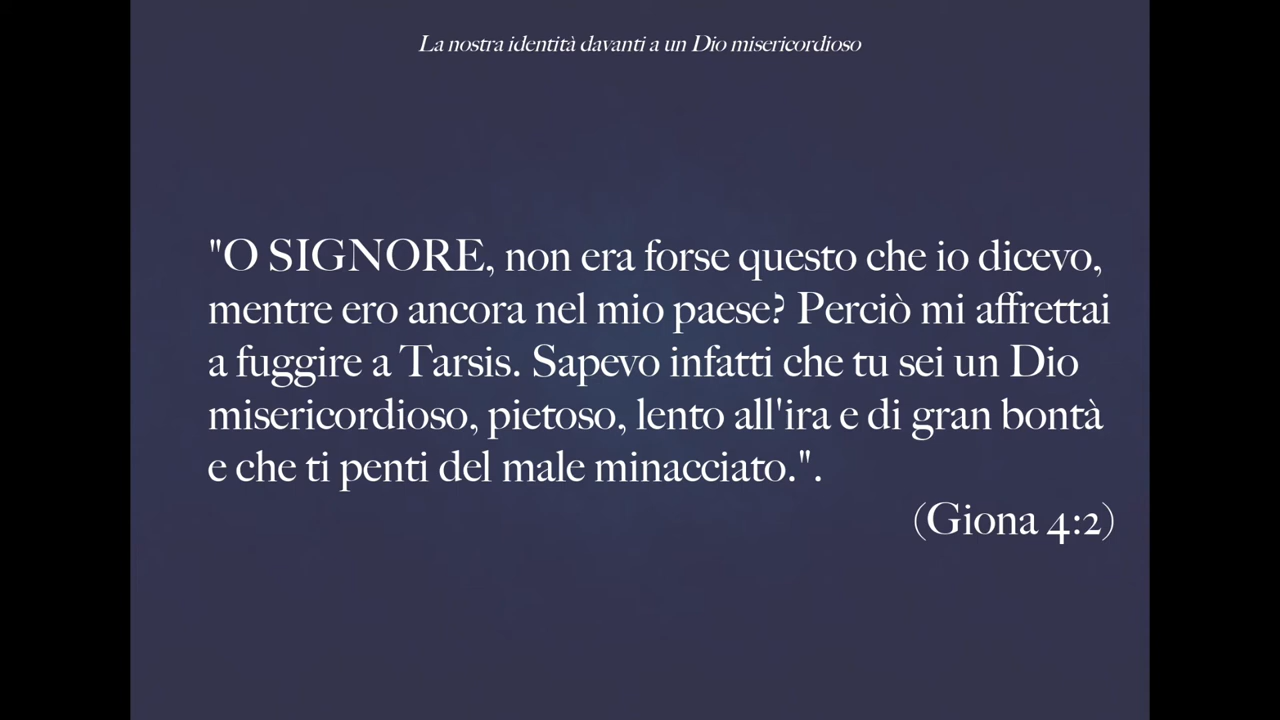 La nostra identità davanti a un Dio misericordioso
"O SIGNORE, non era forse questo che io dicevo,
mentre ero ancora nel mio paese? Perciò mi affrettai
a fuggire a Tarsis. Sapevo infatti che tu sei un Dio
misericordioso, pietoso, lento all'ira e di gran bontà
e che ti penti del male minacciato.".
(Giona 4:2)